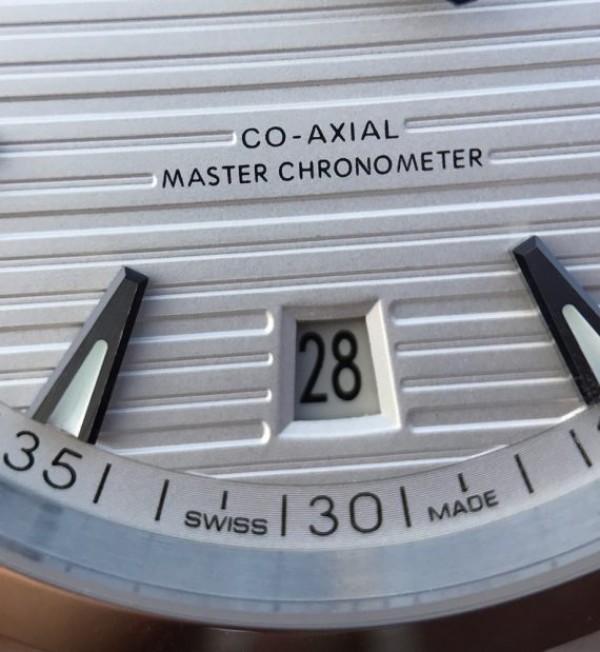 CO-AXIAL
MASTER CHRONOMETER
28
35 SWISS 30 MADE